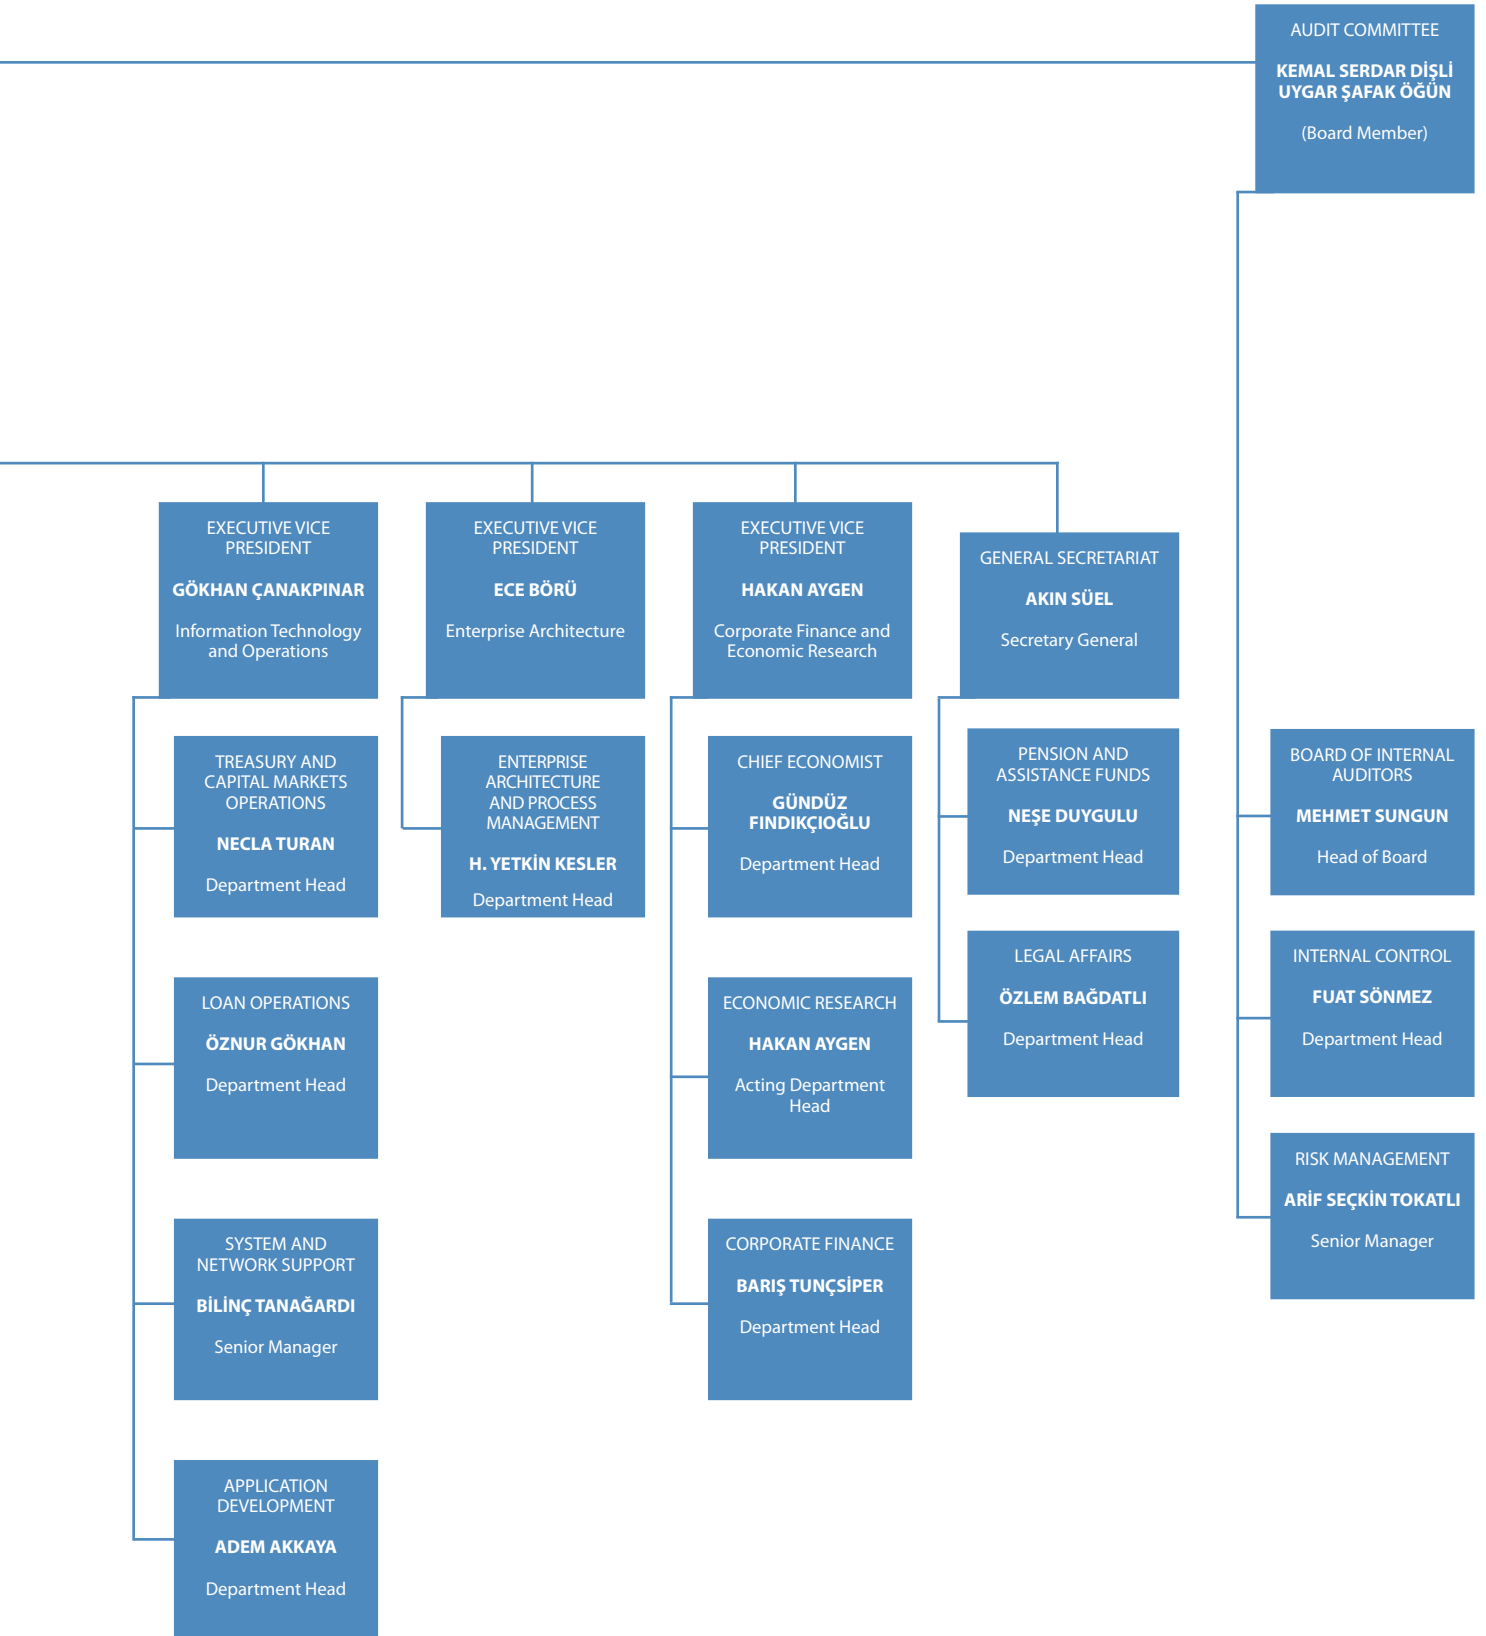 AUDIT COMMITTEE
KEMAL SERDAR DİŞLİ
UYGAR ŞAFAK ÖĞÜN
(Board Member)
EXECUTIVE VICE
PRESIDENT
GÖKHAN ÇANAKPINAR
Information Technology
and Operations
TREASURY AND
CAPITAL MARKETS
OPERATIONS
NECLA TURAN
Department Head
LOAN OPERATIONS
ÖZNUR GÖKHAN
Department Head
SYSTEM AND
NETWORK SUPPORT
BİLİNÇ TANAĞARDI
Senior Manager
APPLICATION
DEVELOPMENT
ADEM AKKAYA
Department Head
EXECUTIVE VICE
PRESIDENT
ECE BÖRÜ
Enterprise Architecture
ENTERPRISE
ARCHITECTURE
AND PROCESS
MANAGEMENT
H. YETKİN KESLER
Department Head
EXECUTIVE VICE
PRESIDENT
HAKAN AYGEN
Corporate Finance and
Economic Research
CHIEF ECONOMIST
GÜNDÜZ
FINDIKÇIOĞLU
Department Head
ECONOMIC RESEARCH
HAKAN AYGEN
Acting Department
Head
CORPORATE FINANCE
BARIŞ TUNÇSİPER
Department Head
GENERAL SECRETARIAT
AKIN SÜEL
Secretary General
PENSION AND
ASSISTANCE FUNDS
NEŞE DUYGULU
Department Head
LEGAL AFFAIRS
ÖZLEM BAĞDATLI
Department Head
BOARD OF INTERNAL
AUDITORS
MEHMET SUNGUN
Head of Board
INTERNAL CONTROL
FUAT SÖNMEZ
Department Head
RISK MANAGEMENT
ARİF SEÇKİN TOKATLI
Senior Manager